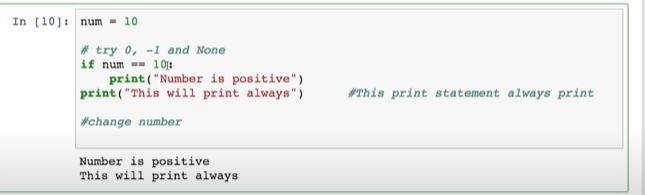 In [10]: num = 10
# try 0, -1 and None
if num == 10:
print("Number is positive")
print("This will print always") #This print statement always print
#change number
Number is positive
This will print always